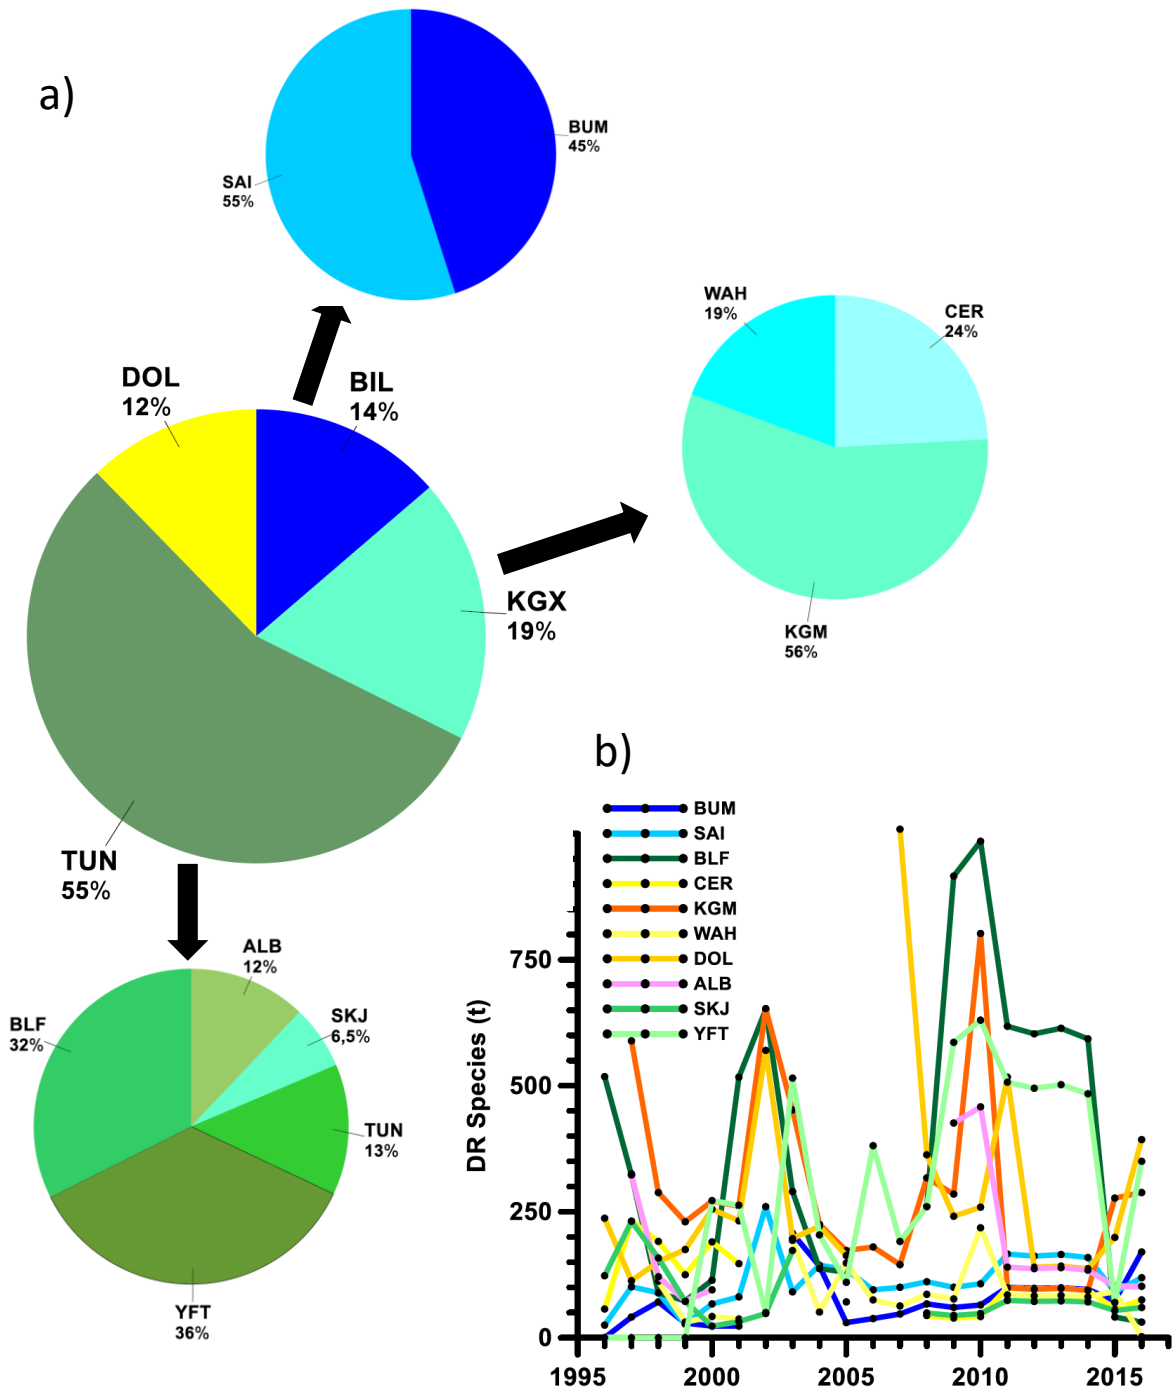 a)
BUM
45%
SAI
55%
WAH
19%
CER
24%
KGM
56%
DOL
12%
BIL
14%
KGX
19%
TUN
55%
ALB
12%
SKJ
6,5%
TUN
13%
YFT
36%
BLF
32%
b)
BUM
SAI
BLF
CER
KGM
WAH
DOL
ALB
SKJ
YFT
DR Species (t)
750
500
250
0
1995
2000
2005
2010
2015